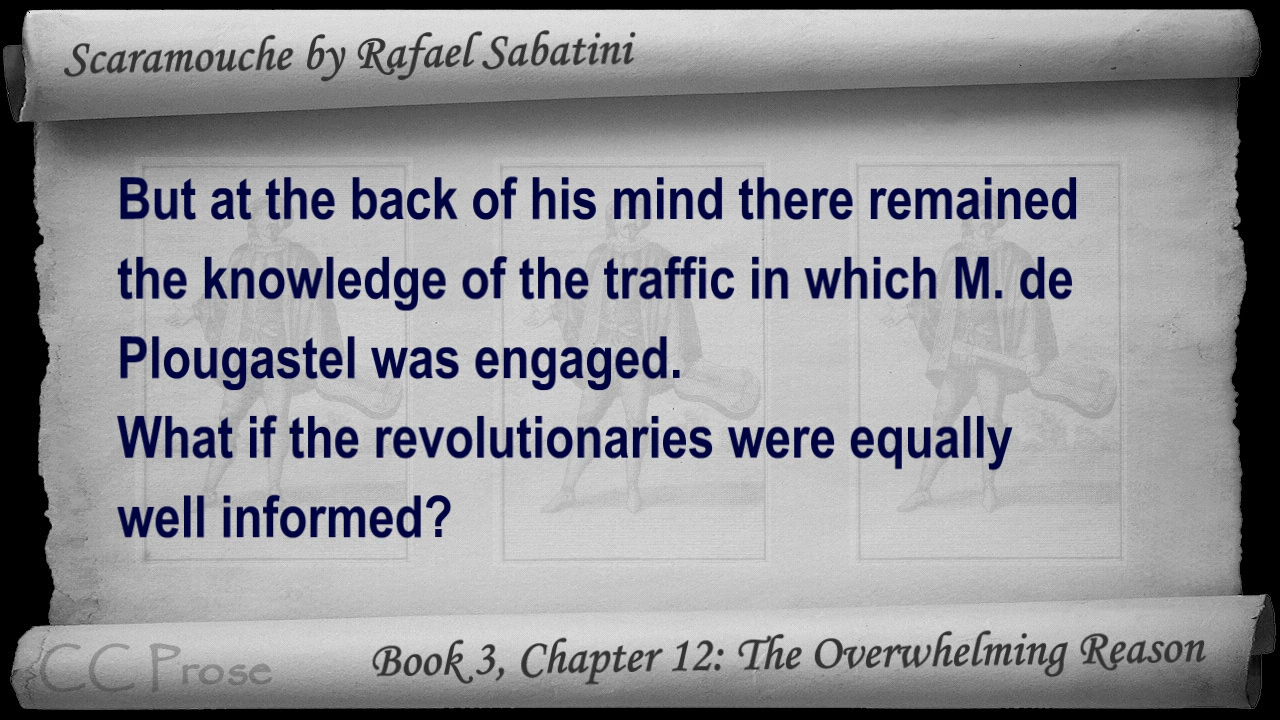 Scaramouche by Rafael Sabatini
But at the back of his mind there remained
the knowledge of the traffic in which M. de
Plougastel was engaged.
What if the revolutionaries were equally
well informed?
CC Prose
Book 3, Chapter 12: The Overwhelming Reason